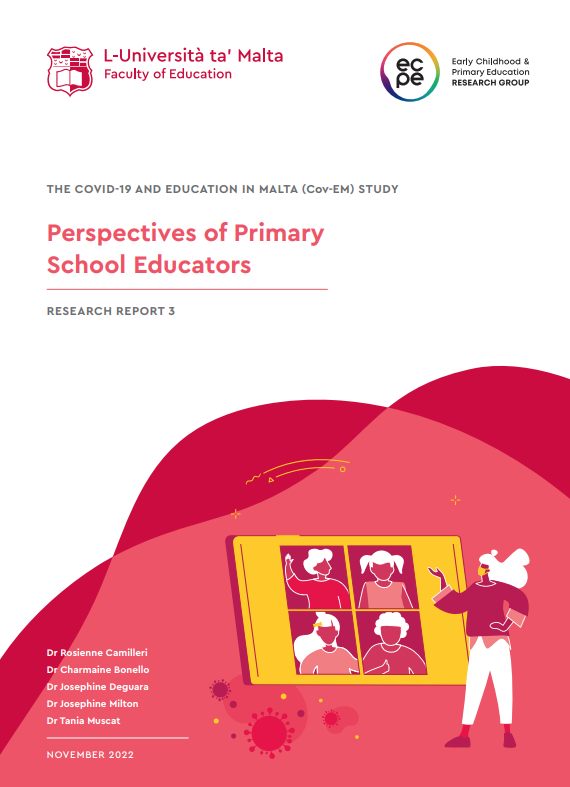 L-Università ta' Malta
Faculty of Education
ec
pe
Early Childhood &
Primary Education
RESEARCH GROUP
THE COVID-19 AND EDUCATION IN MALTA (Cov-EM) STUDY
Perspectives of Primary
School Educators
RESEARCH REPORT 3
Dr Rosienne Camilleri
Dr Charmaine Bonello
Dr Josephine Deguara
Dr Josephine Milton
Dr Tania Muscat
NOVEMBER 2022